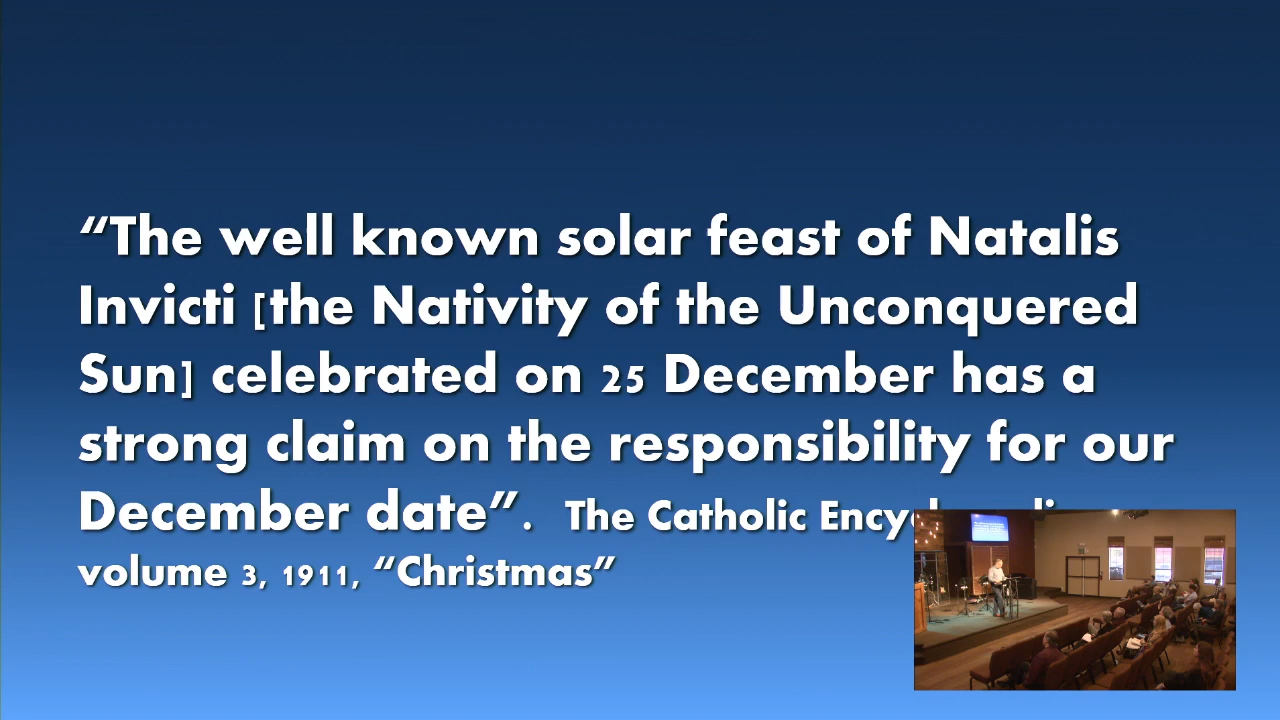 “The well known solar feast of Natalis
Invicti [the Nativity of the Unconquered
Sun] celebrated on 25 December has a
strong claim on the responsibility for our
December date”. The Catholic
volume 3, 1911, “Christmas”